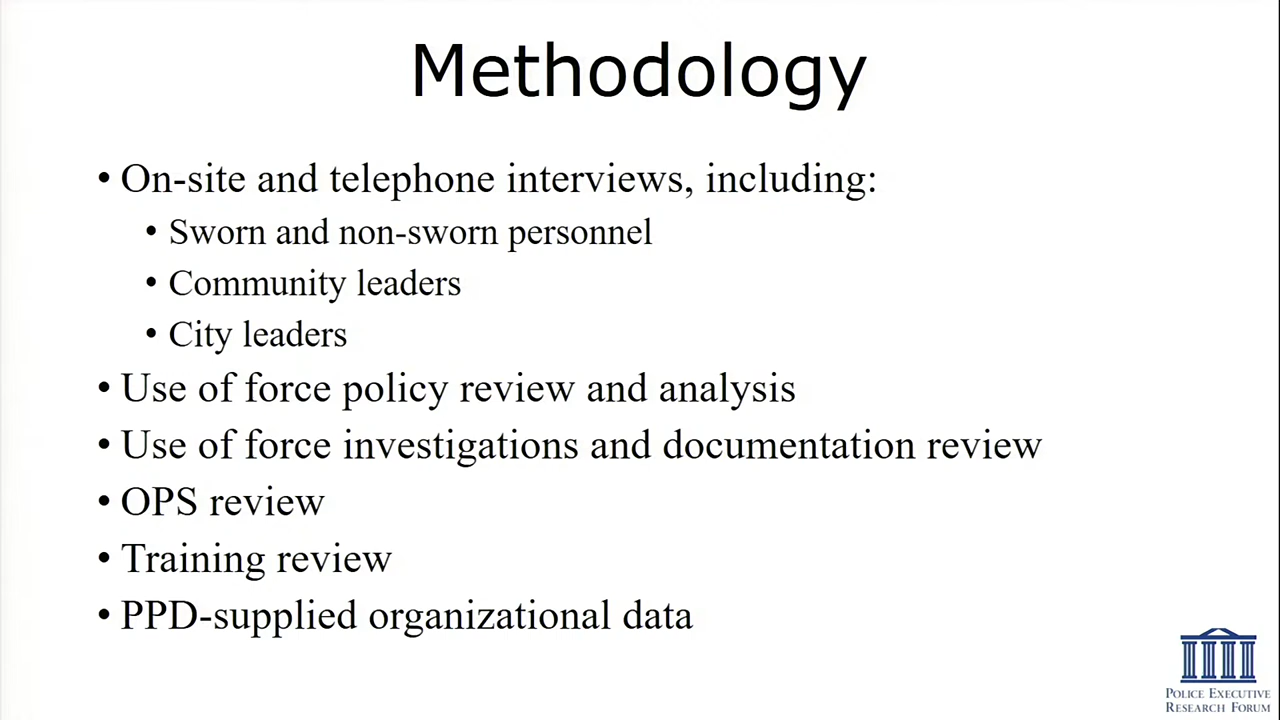 Methodology
• On-site and telephone interviews, including:
• Sworn and non-sworn personnel
• Community leaders
• City leaders
• Use of force policy review and analysis
• Use of force investigations and documentation review
• OPS review
• Training review
• PPD-supplied organizational data
POLICE EXECUTIVE
RESEARCH FORUM